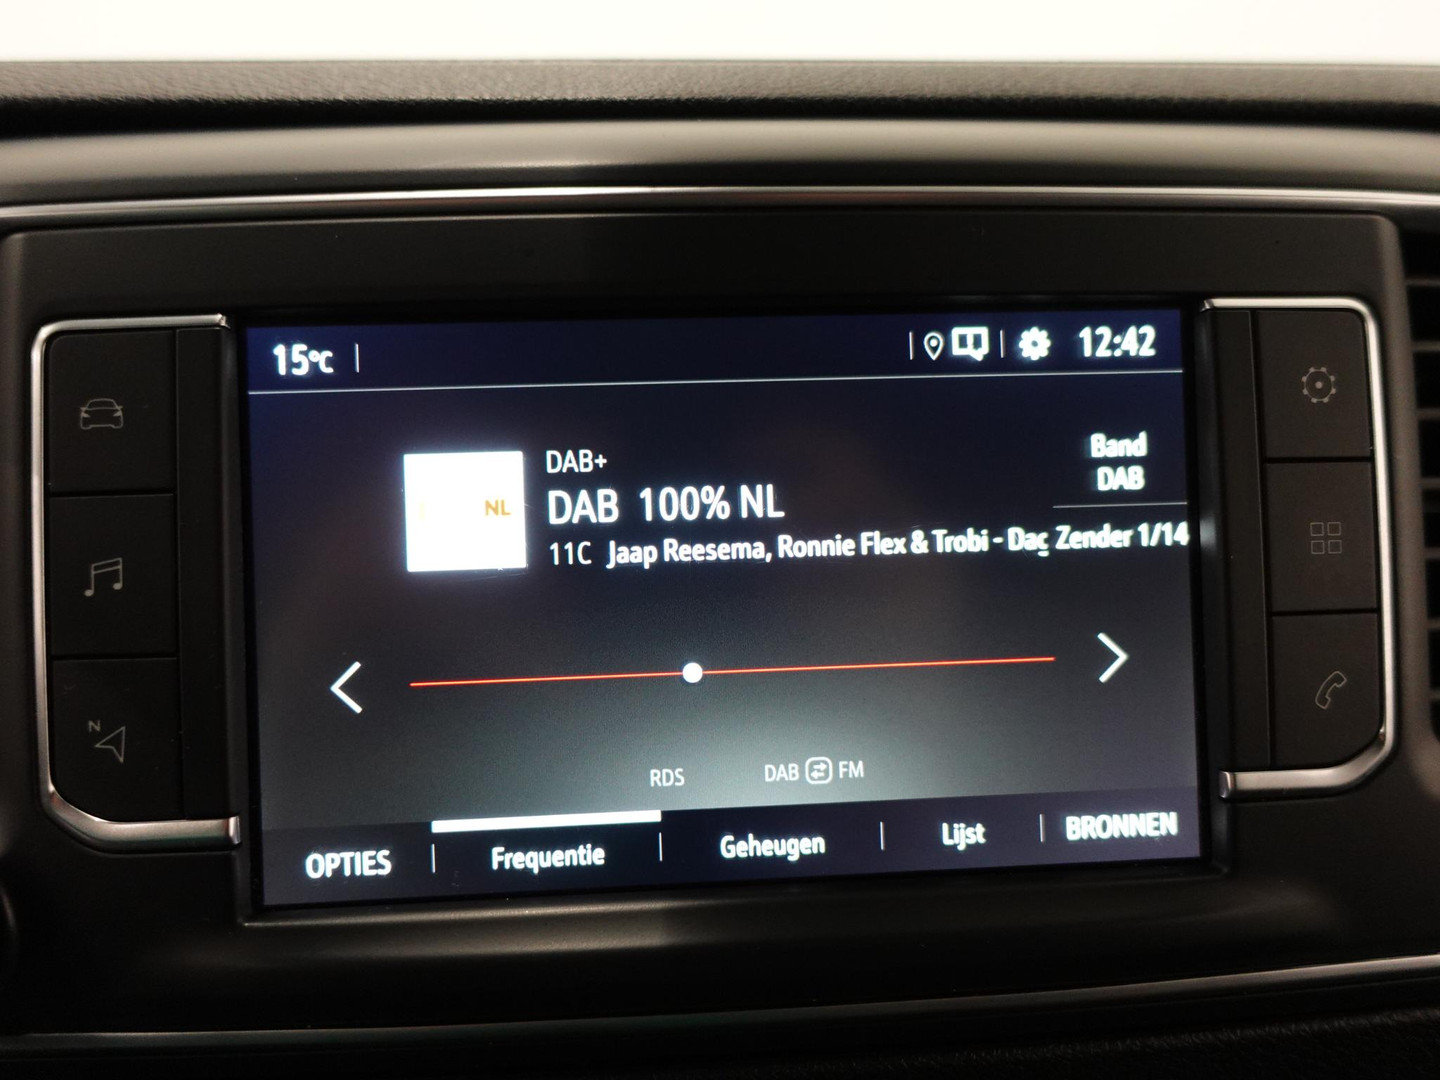 15°C
12:42
Band
DAB
DAB+
NL
DAB 100% NL
11C Jaap Reesema, Ronnie Flex & Trobi - Zender 1/14
RDS
DAB FM
OPTIES
Frequentie
Geheugen
Lijst
BRONNEN
N